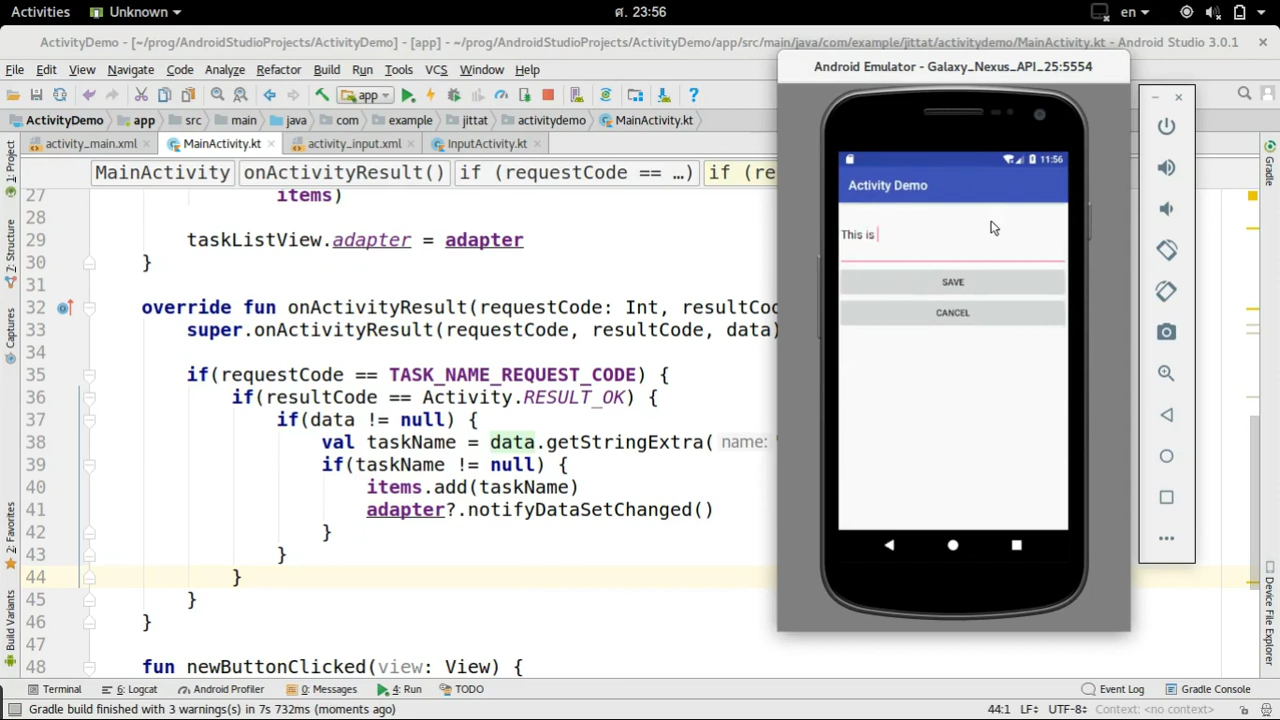 Activities Unknown ศ. 23:56 en
ActivityDemo - [~/prog/AndroidStudioProjects/ActivityDemo] - [app] - ~/prog/AndroidStudioProjects/ActivityDemo/app/src/main/java/com/example/jittat/activitydemo/MainActivity.kt - Android Studio 3.0.1
File Edit View Navigate Code Analyze Refactor Build Run Tools VCS Window Help
app
ActivityDemo app src main java com example jittat activitydemo MainActivity.kt
activity_main.xml MainActivity.kt activity_input.xml InputActivity.kt
MainActivity onActivityResult() if (requestCode == …) if (re
27 items)
28
29 taskListView.adapter = adapter
30 }
31
32 override fun onActivityResult(requestCode: Int, resultCo
33 super.onActivityResult(requestCode, resultCode, data)
34
35 if(requestCode == TASK_NAME_REQUEST_CODE) {
36 if(resultCode == Activity.RESULT_OK) {
37 if(data != null) {
38 val taskName = data.getStringExtra( name:
39 if(taskName != null) {
40 items.add(taskName)
41 adapter?.notifyDataSetChanged()
42 }
43 }
44 }
45 }
46 }
47
48 fun newButtonClicked(view: View) {
1: Project
7: Structure
Captures
2: Favorites
Build Variants
Android Emulator - Galaxy_Nexus_API_25:5554
11:56
Activity Demo
This is
SAVE
CANCEL
Gradle
Device File Explorer
Terminal 6: Logcat Android Profiler 0: Messages 4: Run TODO Event Log Gradle Console
Gradle build finished with 3 warning(s) in 7s 732ms (moments ago) 44:1 LF÷ UTF-8÷ Context: <no context>